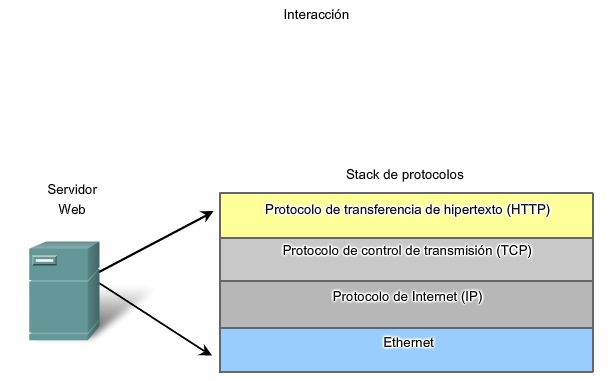 Interacción
Stack de protocolos
Servidor
Web
Protocolo de transferencia de hipertexto (HTTP)
Protocolo de control de transmisión (TCP)
Protocolo de Internet (IP)
Ethernet